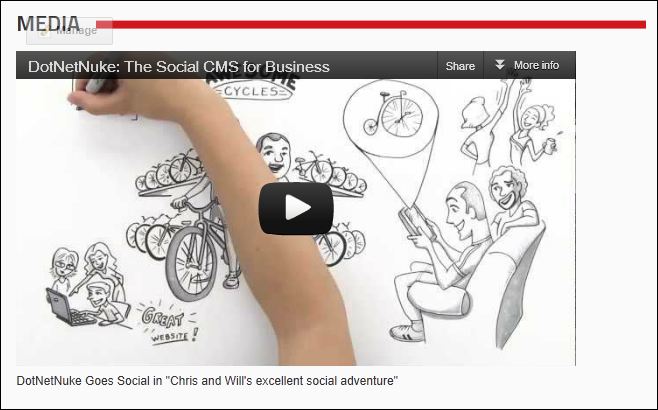 MEDIA
Manage
DotNetNuke: The Social CMS for Business
Share
More info
AWESOME
CYCLES
GREAT
WEBSITE!
DotNetNuke Goes Social in "Chris and Will's excellent social adventure"